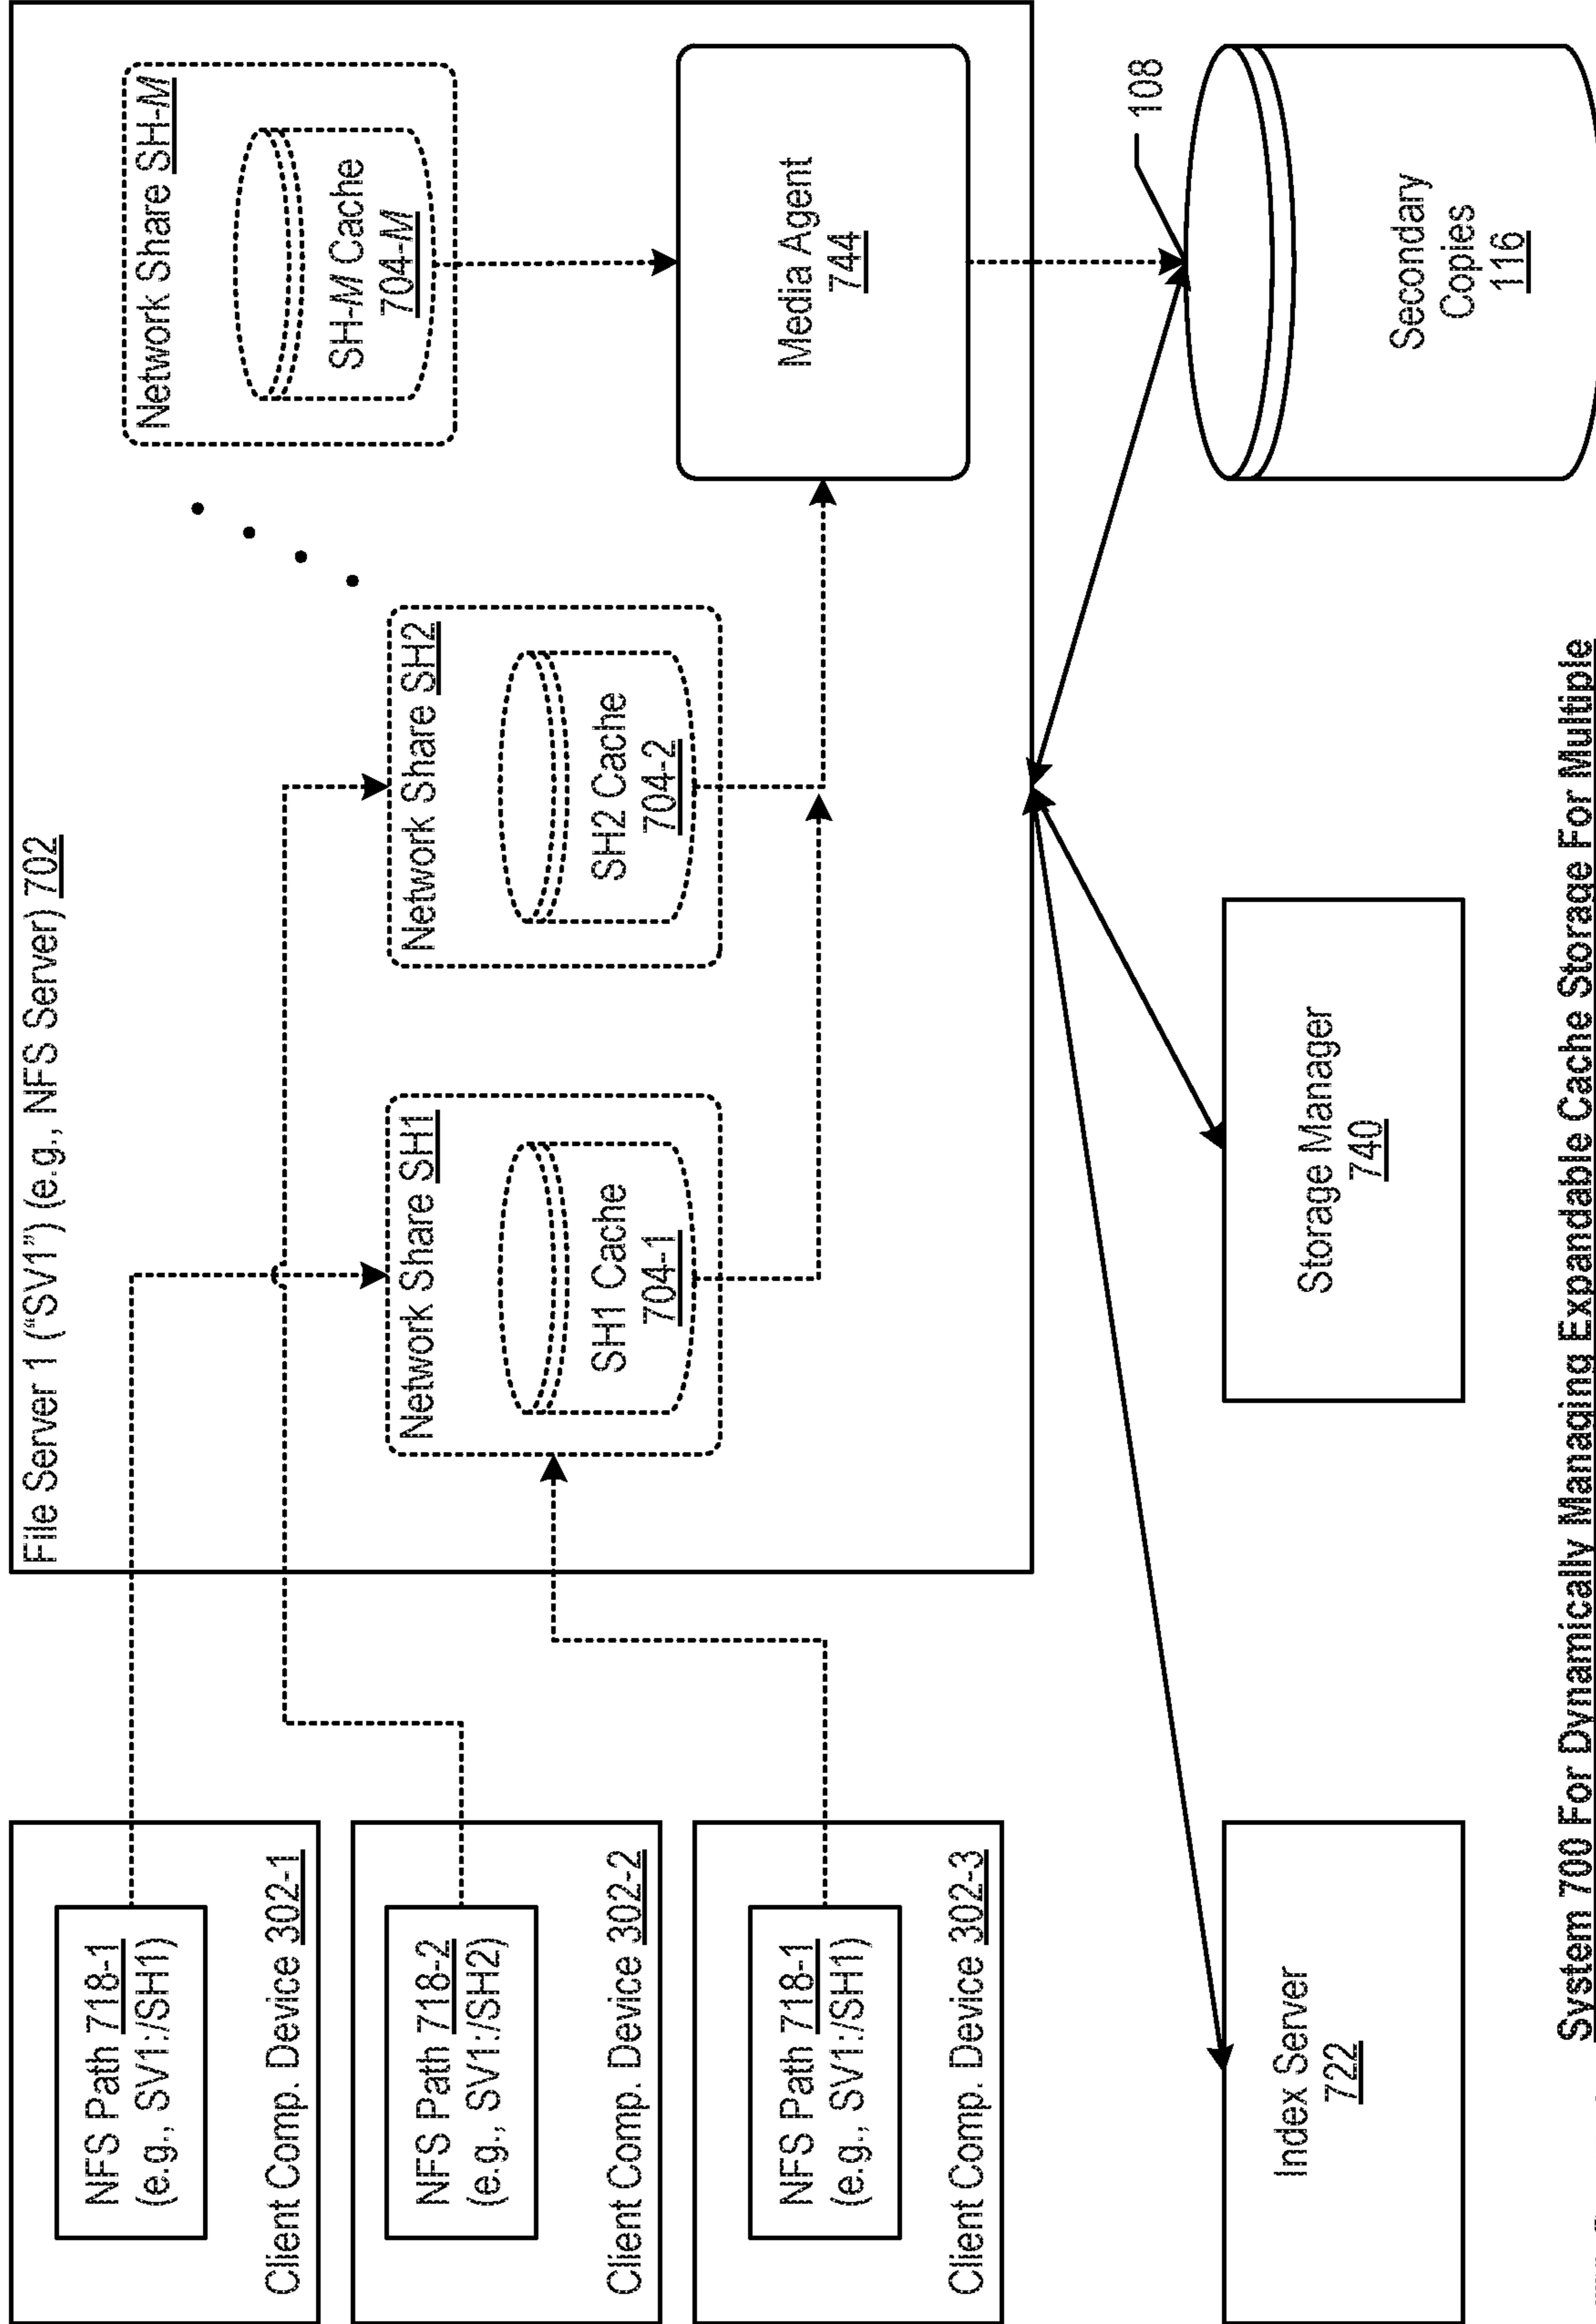 File Server 1 (“SV1”) (e.g., NFS Server) 702
NFS Path 718-1
(e.g., SV1:/SH1)
Client Comp. Device 302-1
NFS Path 718-2
(e.g., SV1:/SH2)
Client Comp. Device 302-2
NFS Path 718-1
(e.g., SV1:/SH1)
Client Comp. Device 302-3
Network Share SH1
SH1 Cache
704-1
Network Share SH2
SH2 Cache
704-2
Network Share SH-M
SH-M Cache
704-M
Media Agent
744
108
Index Server
722
Storage Manager
740
Secondary
Copies
116
System 700 For Dynamically Managing Expandable Cache Storage For Multiple